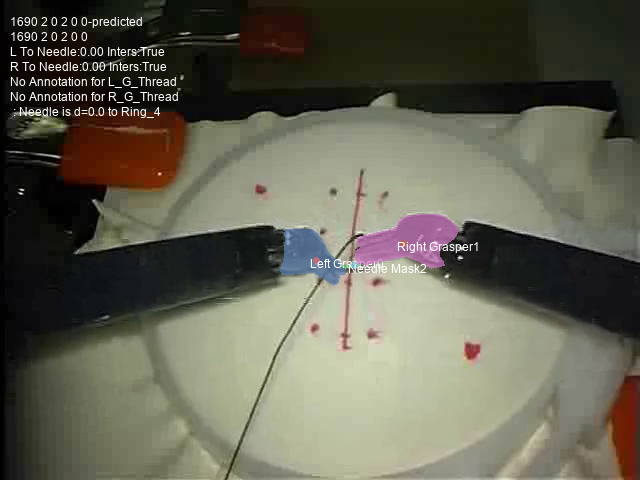 1690 2 0 2 0 0-predicted
1690 2 0 2 0 0
L To Needle:0.00 Inters:True
R To Needle:0.00 Inters:True
No Annotation for L_G_Thread
No Annotation for R_G_Thread
: Needle is d=0.0 to Ring_4
Right Grasper1
Left
Needle Mask2